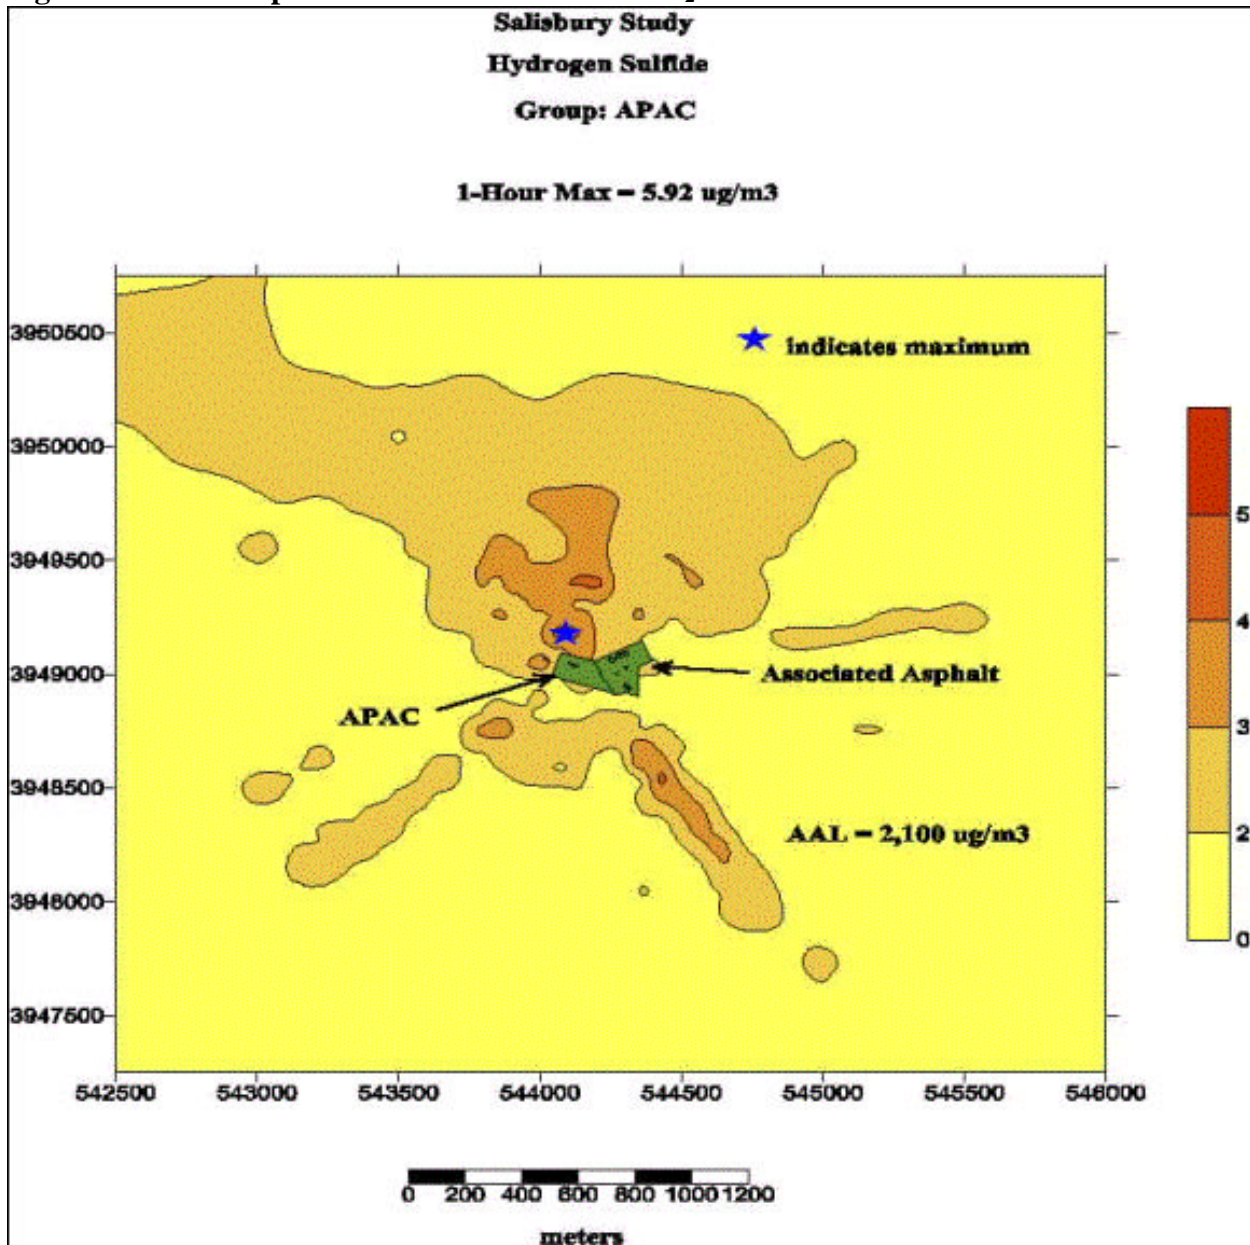 Salisbury Study
Hydrogen Sulfide
Group: APAC
1-Hour Max = 5.92 ug/m3
3950500
indicates maximum
3950000
5
3949500
4
3949000
Associated Asphalt
APAC
3
3948500
AAL = 2,100 ug/m3
2
3948000
0
3947500
542500 543000 543500 544000 544500 545000 545500 546000
0 200 400 600 800 1000 1200
meters